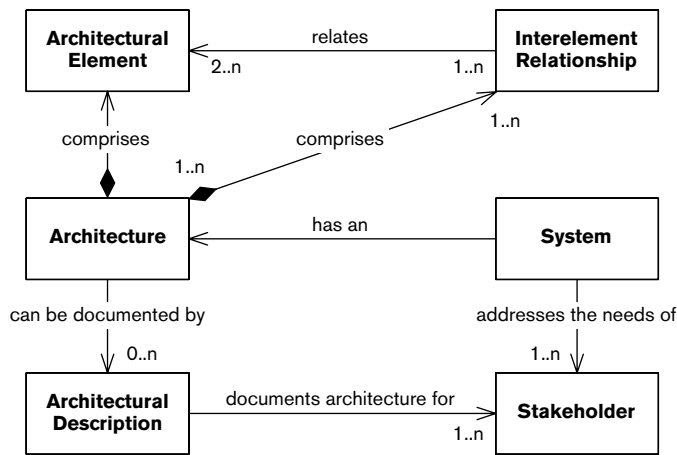 Architectural
Element
relates
2..n
1..n
Interelement
Relationship
comprises
comprises
1..n
1..n
Architecture
has an
System
can be documented by
addresses the needs of
0..n
1..n
Architectural
Description
documents architecture for
1..n
Stakeholder